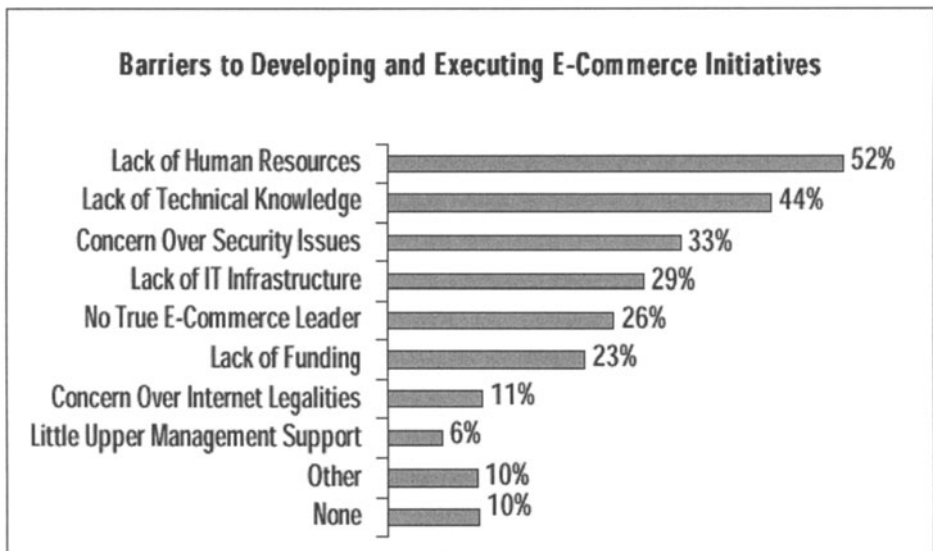 Barriers to Developing and Executing E-Commerce Initiatives
Lack of Human Resources 52%
Lack of Technical Knowledge 44%
Concern Over Security Issues 33%
Lack of IT Infrastructure 29%
No True E-Commerce Leader 26%
Lack of Funding 23%
Concern Over Internet Legalities 11%
Little Upper Management Support 6%
Other 10%
None 10%